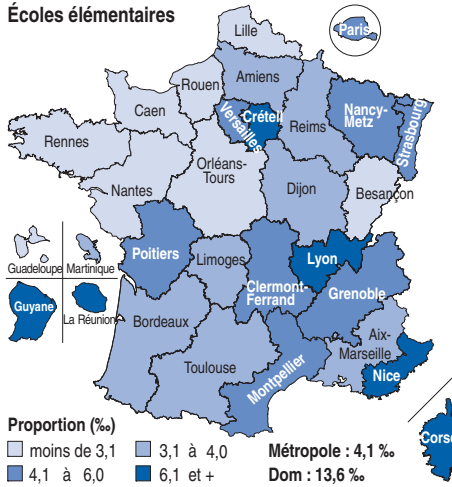 Écoles élémentaires
Lille
Paris
Amiens
Rouen
Caen
Créteil
Versailles
Reims
Nancy-
Metz
Strasbourg
Rennes
Orléans-
Tours
Nantes
Dijon
Besançon
Poitiers
Limoges
Lyon
Guadeloupe
Martinique
Clermont-
Ferrand
Grenoble
Guyane
La Réunion
Bordeaux
Aix-
Marseille
Toulouse
Montpellier
Nice
Corse
Proportion (‰)
moins de 3,1
3,1 à 4,0
4,1 à 6,0
6,1 et +
Métropole : 4,1 ‰
Dom : 13,6 ‰